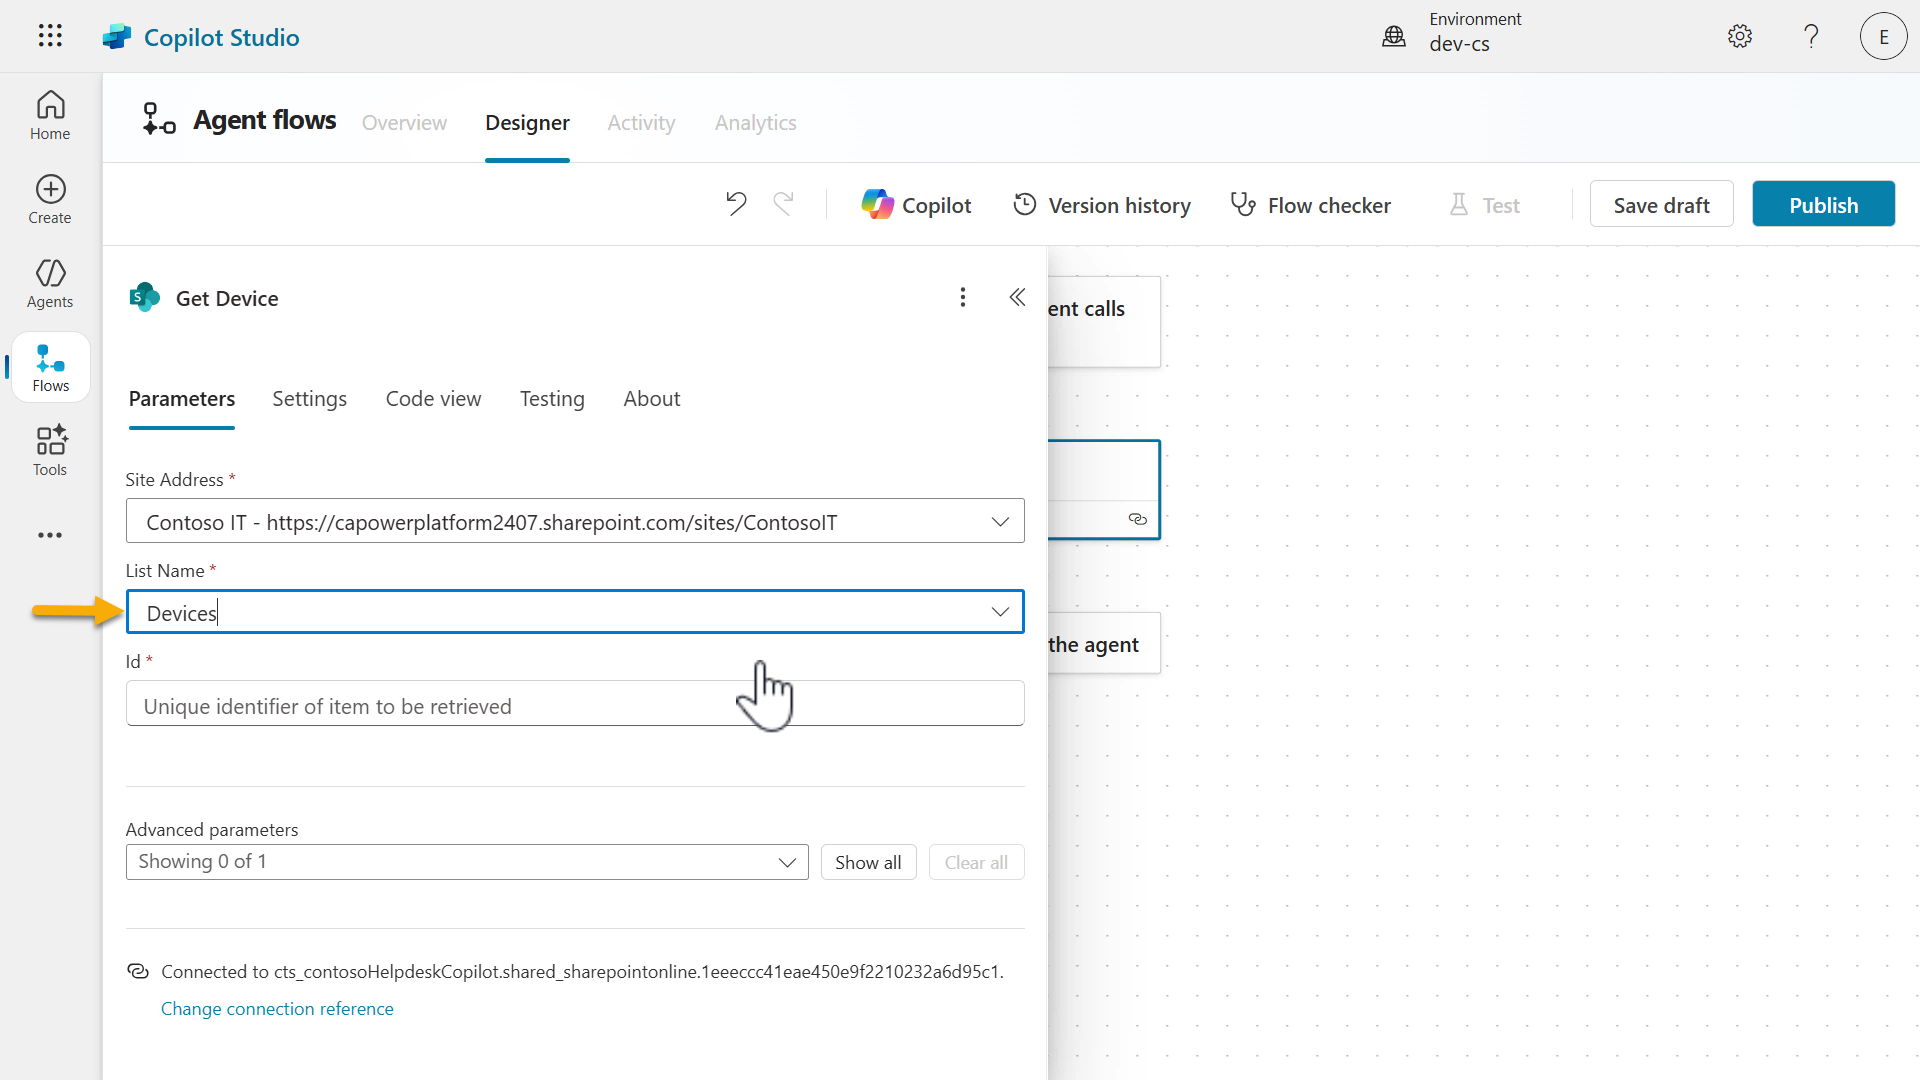 Copilot Studio
Environment
dev-cs
E
Home
Create
Agents
Flows
Tools
Agent flows
Overview
Designer
Activity
Analytics
Copilot
Version history
Flow checker
Test
Save draft
Publish
S
Get Device
Parameters
Settings
Code view
Testing
About
Site Address *
Contoso IT - https://capowerplatform2407.sharepoint.com/sites/ContosoIT
List Name *
Devices
Id *
Unique identifier of item to be retrieved
Advanced parameters
Showing 0 of 1
Show all
Clear all
Connected to cts_contosoHelpdeskCopilot.shared_sharepointonline.1eeeccc41eae450e9f2210232a6d95c1.
Change connection reference
ent calls
the agent